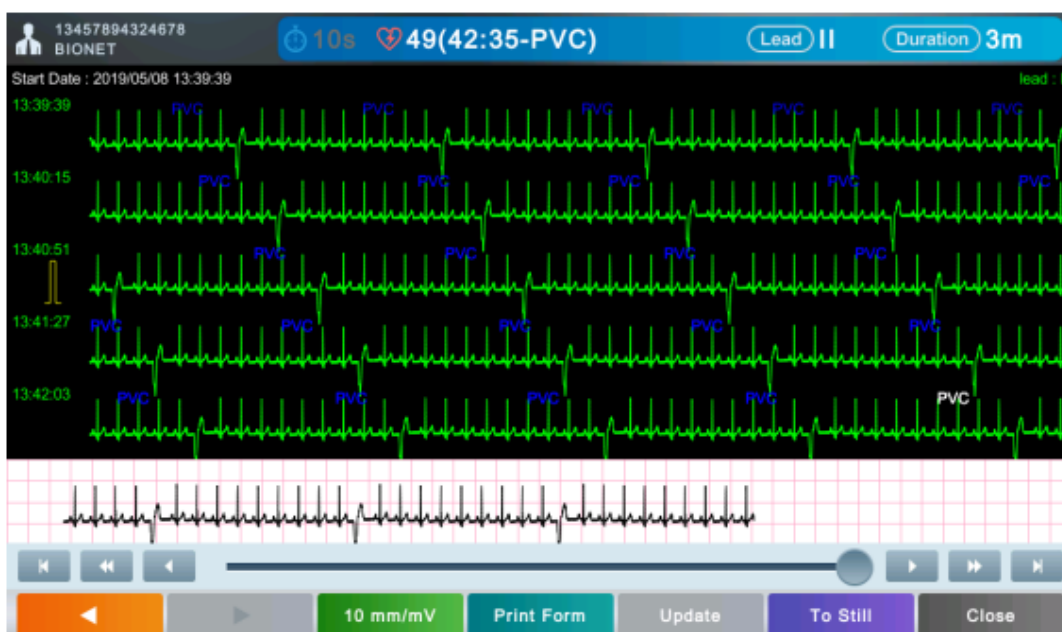 13457894324678
BIONET
10s 49(42:35-PVC) Lead II Duration 3m
Start Date : 2019/05/08 13:39:39 lead :
13:39:39 PVC PVC PVC PVC PVC
13:40:15 PVC PVC PVC PVC PVC
13:40:51 PVC PVC PVC PVC
13:41:27 PVC PVC PVC PVC PVC
13:42:03 PVC PVC PVC PVC PVC
10 mm/mV Print Form Update To Still Close